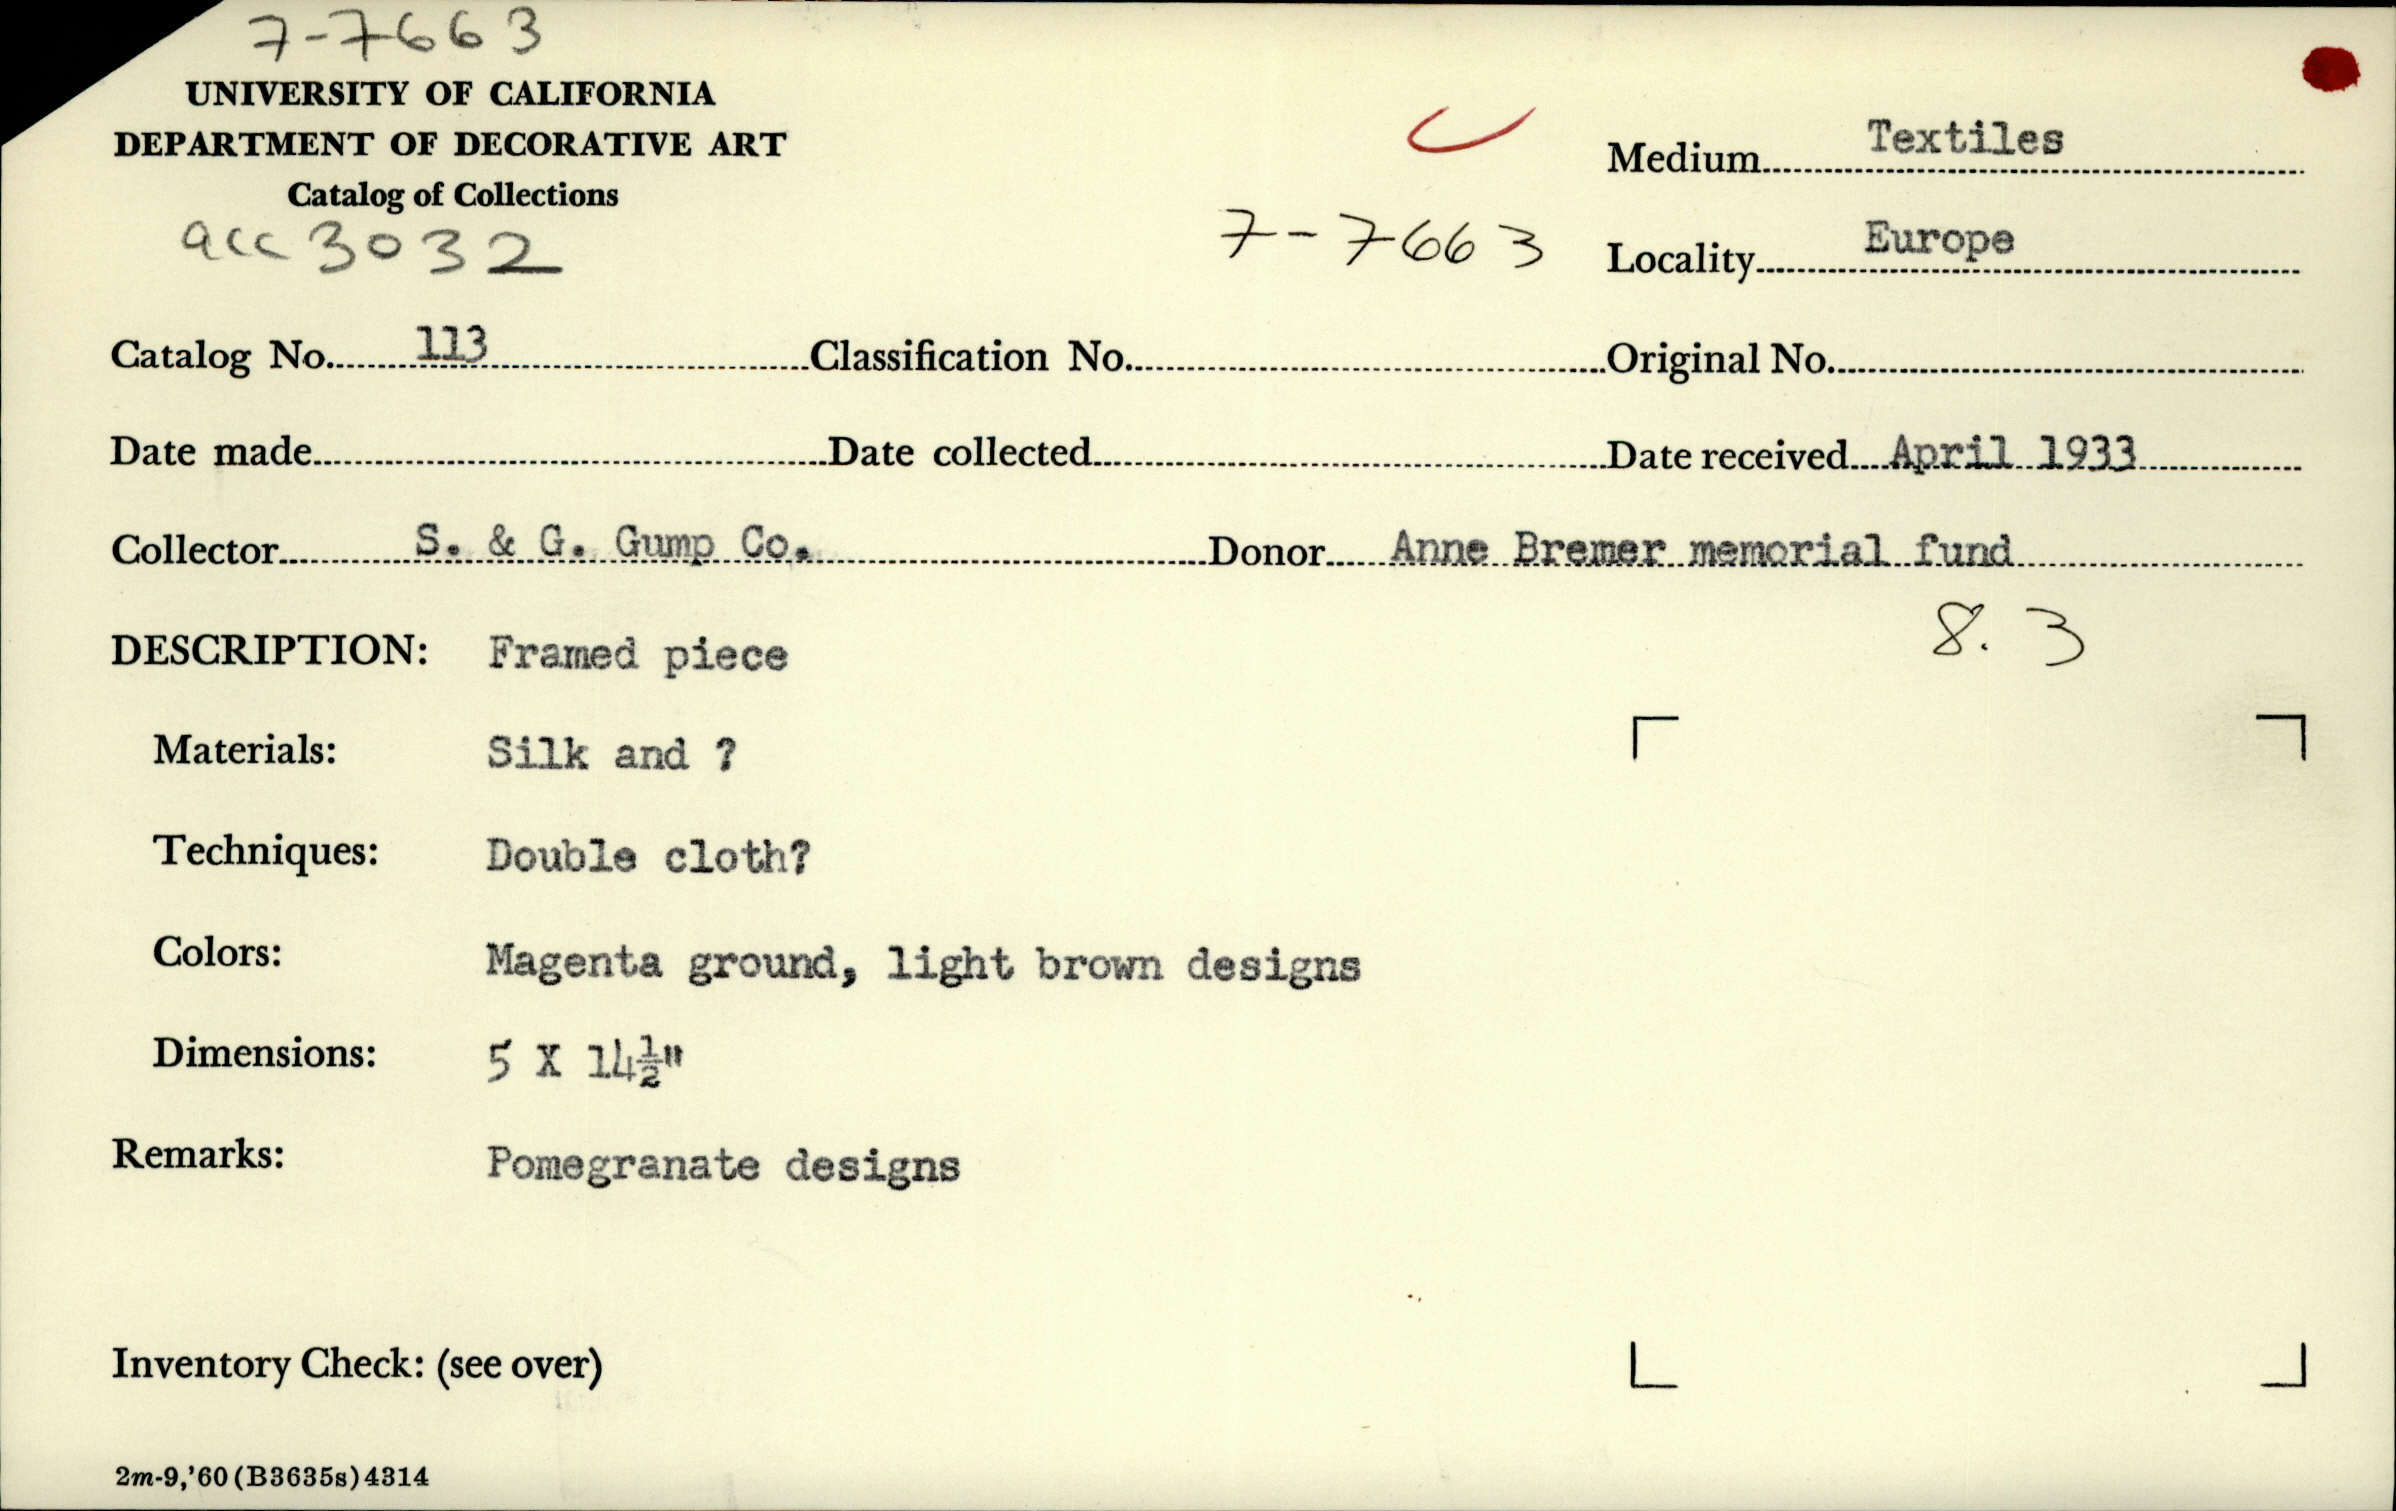 7-7663
UNIVERSITY OF CALIFORNIA
DEPARTMENT OF DECORATIVE ART
Catalog of Collections
acc 3032
7-7663
Medium Textiles
Locality Europe
Catalog No. 113 Classification No. Original No.
Date made Date collected Date received April 1933
Collector S. & G. Gump Co. Donor Anne Bremer memorial fund
8. 3
DESCRIPTION: Framed piece
Materials: Silk and ?
Techniques: Double cloth?
Colors: Magenta ground, light brown designs
Dimensions: 5 X 14½"
Remarks: Pomegranate designs
Inventory Check: (see over)
2m-9,'60(B3635s)4314